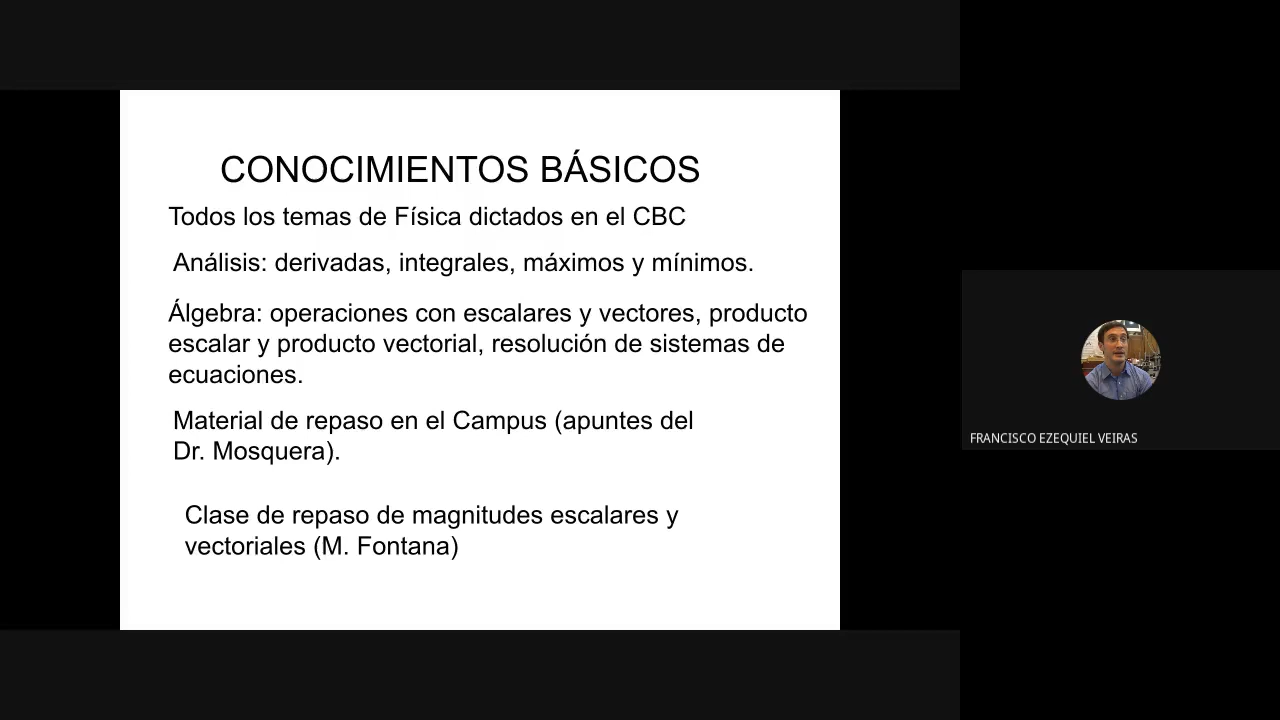 CONOCIMIENTOS BÁSICOS
Todos los temas de Física dictados en el CBC
Análisis: derivadas, integrales, máximos y mínimos.
Álgebra: operaciones con escalares y vectores, producto
escalar y producto vectorial, resolución de sistemas de
ecuaciones.
Material de repaso en el Campus (apuntes del
Dr. Mosquera).
Clase de repaso de magnitudes escalares y
vectoriales (M. Fontana)
FRANCISCO EZEQUIEL VEIRAS